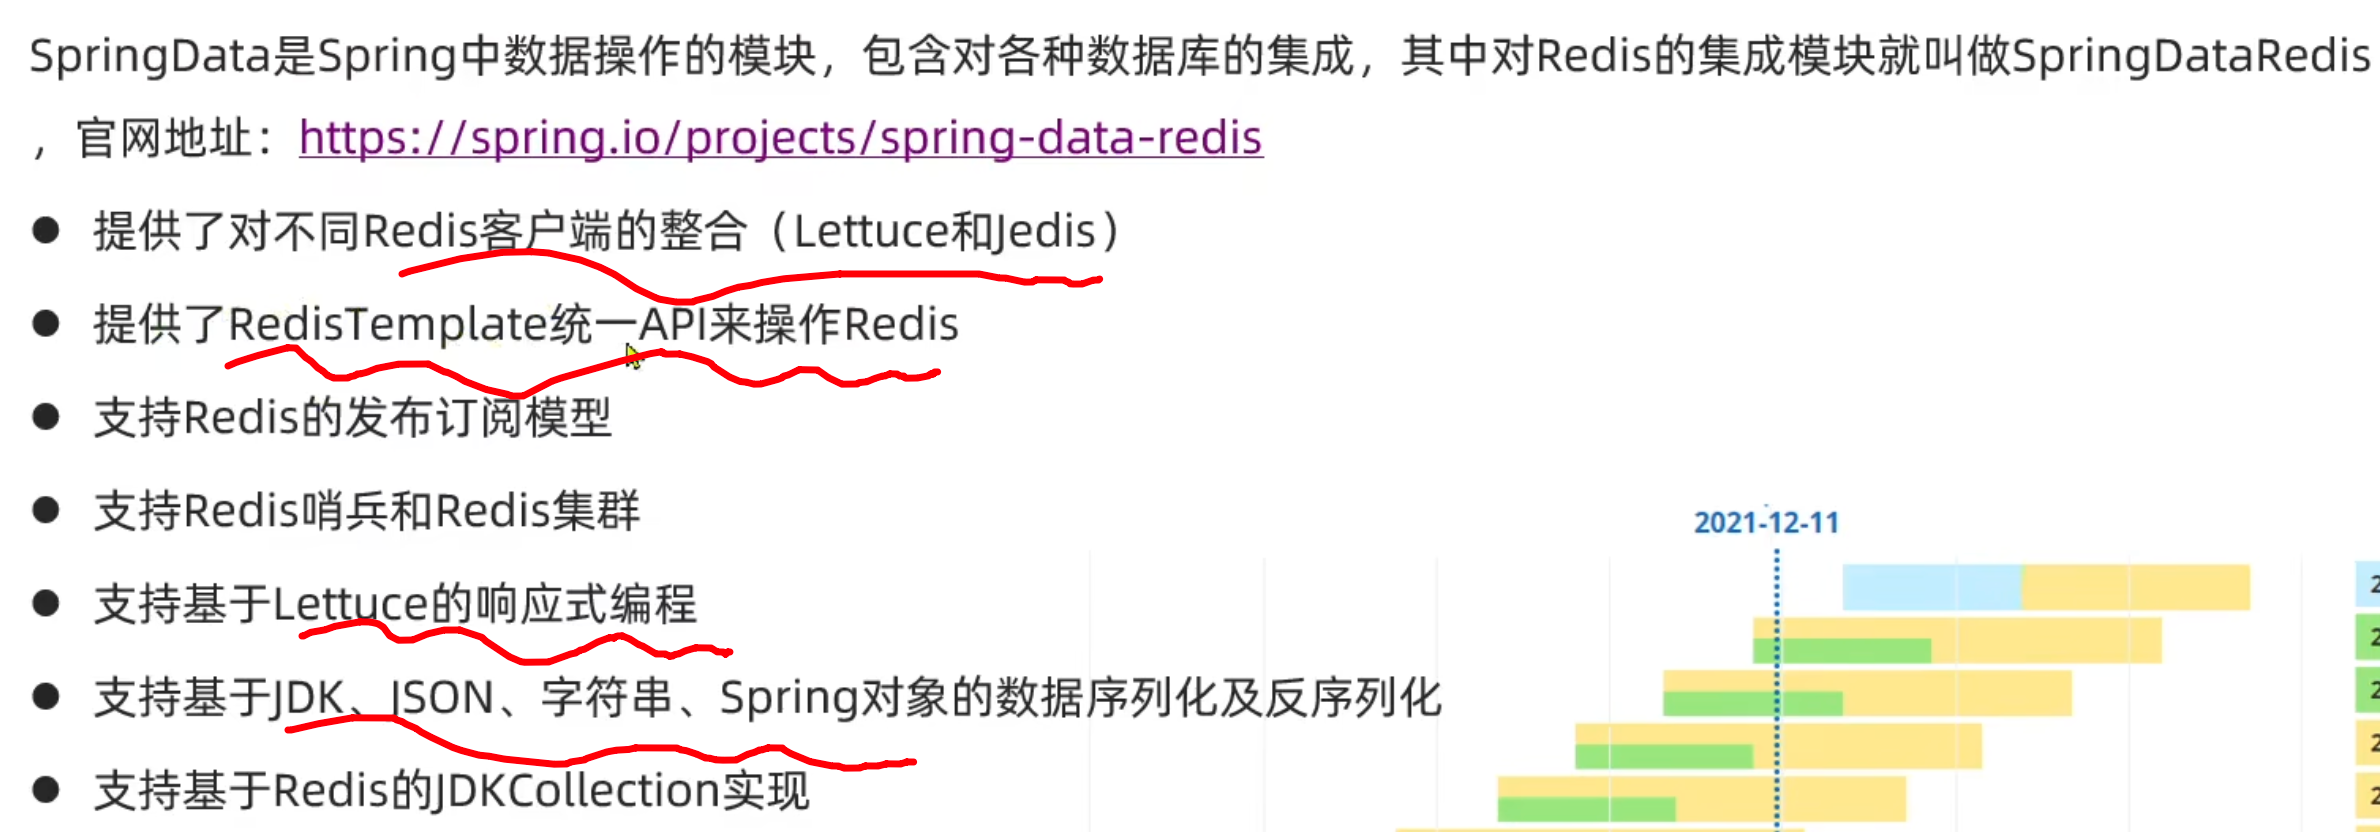 SpringData是Spring中数据操作的模块，包含对各种数据库的集成，其中对Redis的集成模块就叫做SpringDataRedis
，官网地址：https://spring.io/projects/spring-data-redis
● 提供了对不同Redis客户端的整合（Lettuce和Jedis）
● 提供了RedisTemplate统一API来操作Redis
● 支持Redis的发布订阅模型
● 支持Redis哨兵和Redis集群
● 支持基于Lettuce的响应式编程
● 支持基于JDK、JSON、字符串、Spring对象的数据序列化及反序列化
● 支持基于Redis的JDKCollection实现
2021-12-11
2
2
2
2
2